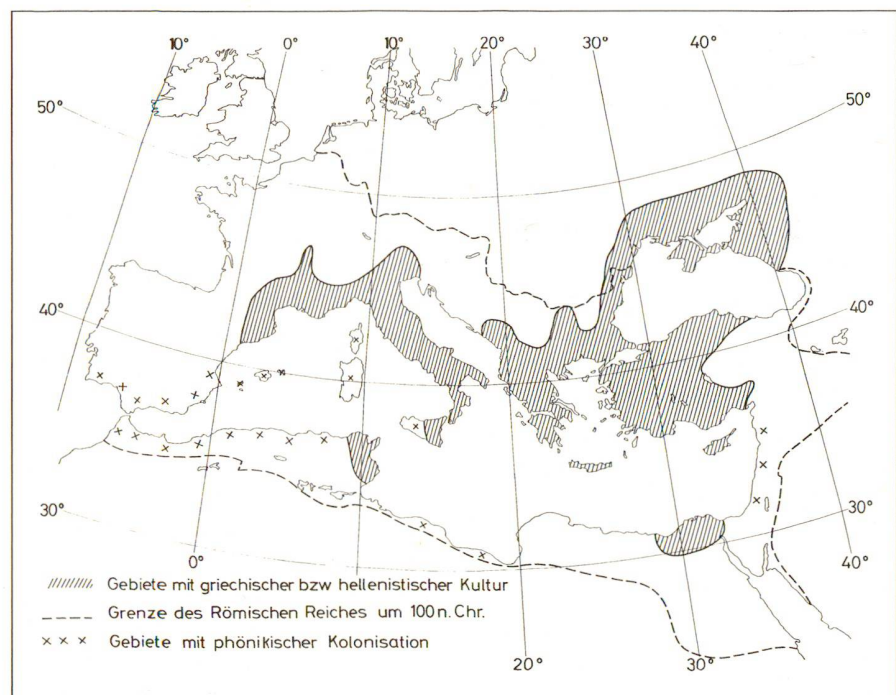 10° 0° 10° 20° 30° 40°
50° 50°
40° 40°
30° 30°
0° 40°
20° 30°
Gebiete mit griechischer bzw hellenistischer Kultur
Grenze des Römischen Reiches um 100 n. Chr.
Gebiete mit phönikischer Kolonisation